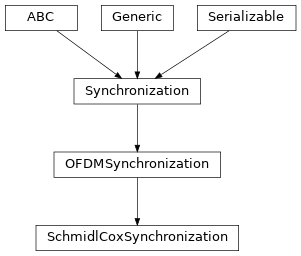 ABC
Generic
Serializable
Synchronization
OFDMSynchronization
SchmidlCoxSynchronization